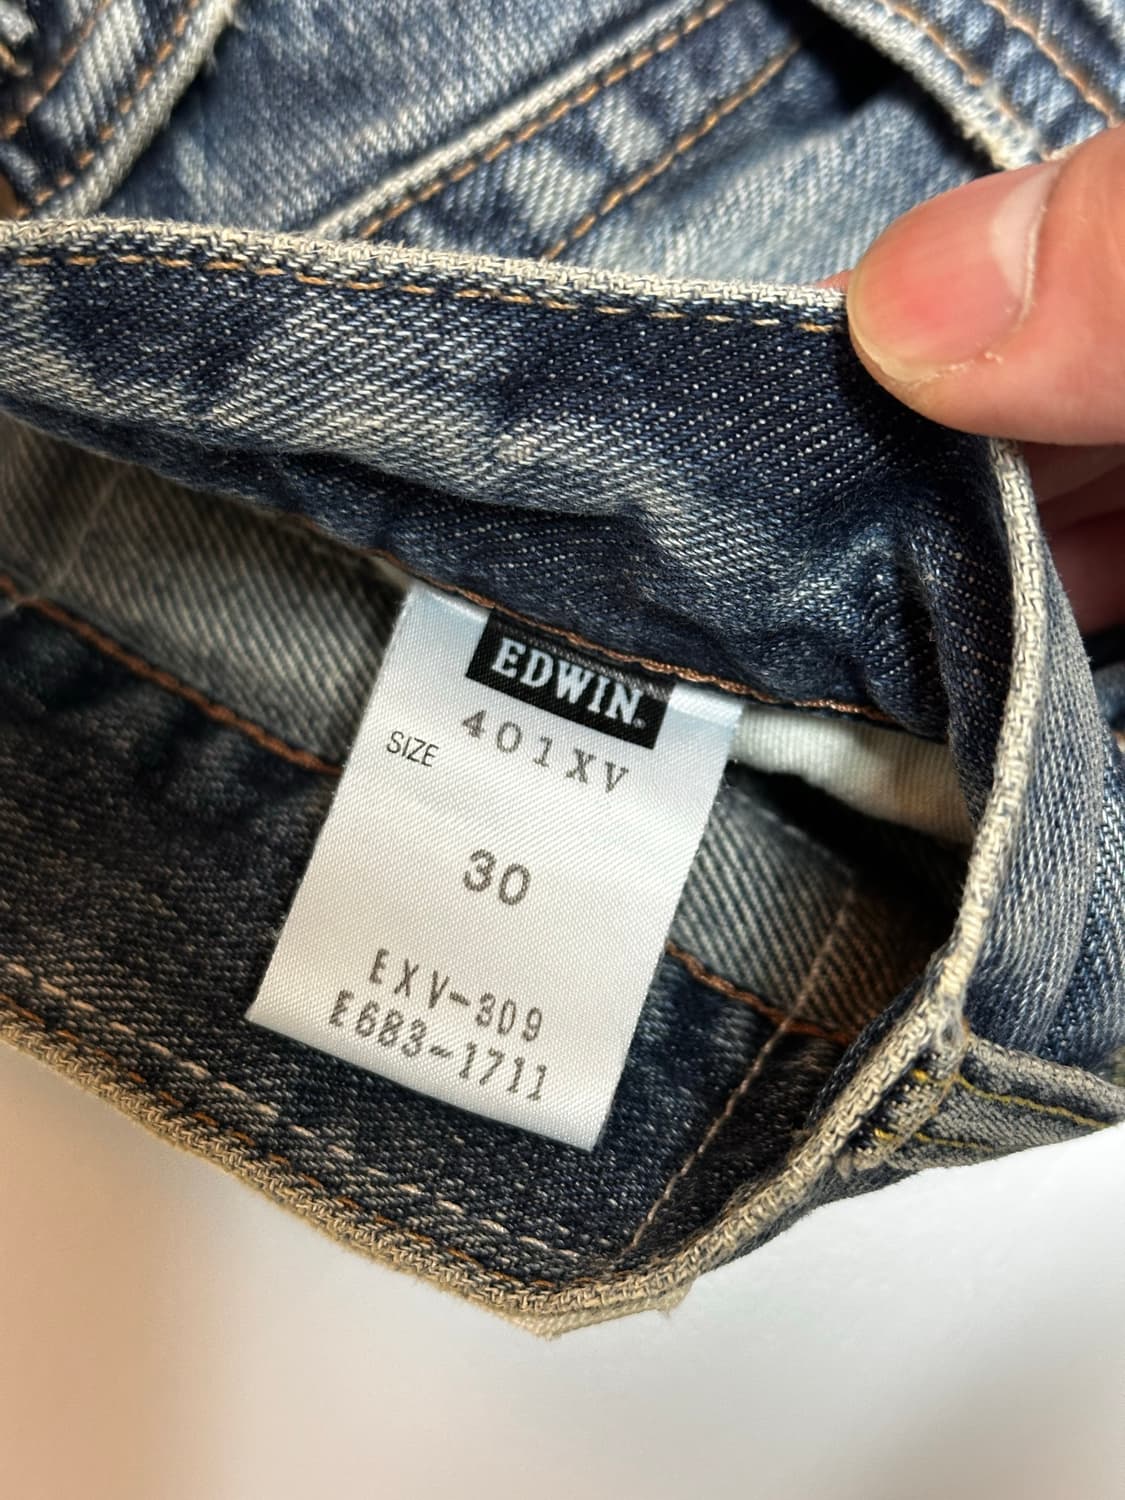 EDWIN
401XV
SIZE
30
EXV-309
E683-1711